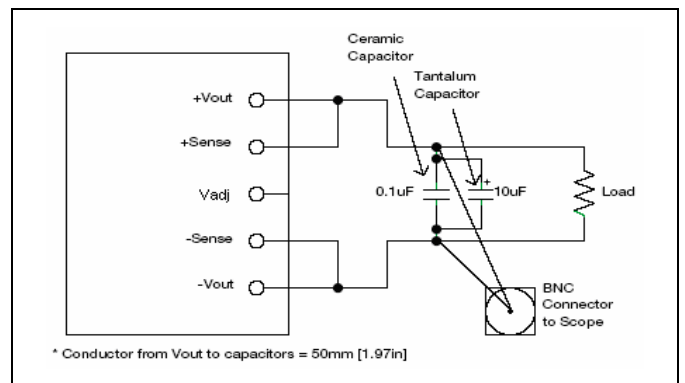 Ceramic
Capacitor
Tantalum
Capacitor
+Vout
+Sense
Vadj
-Sense
-Vout
0.1uF
+
10uF
Load
BNC
Connector
to Scope
* Conductor from Vout to capacitors = 50mm [1.97in]